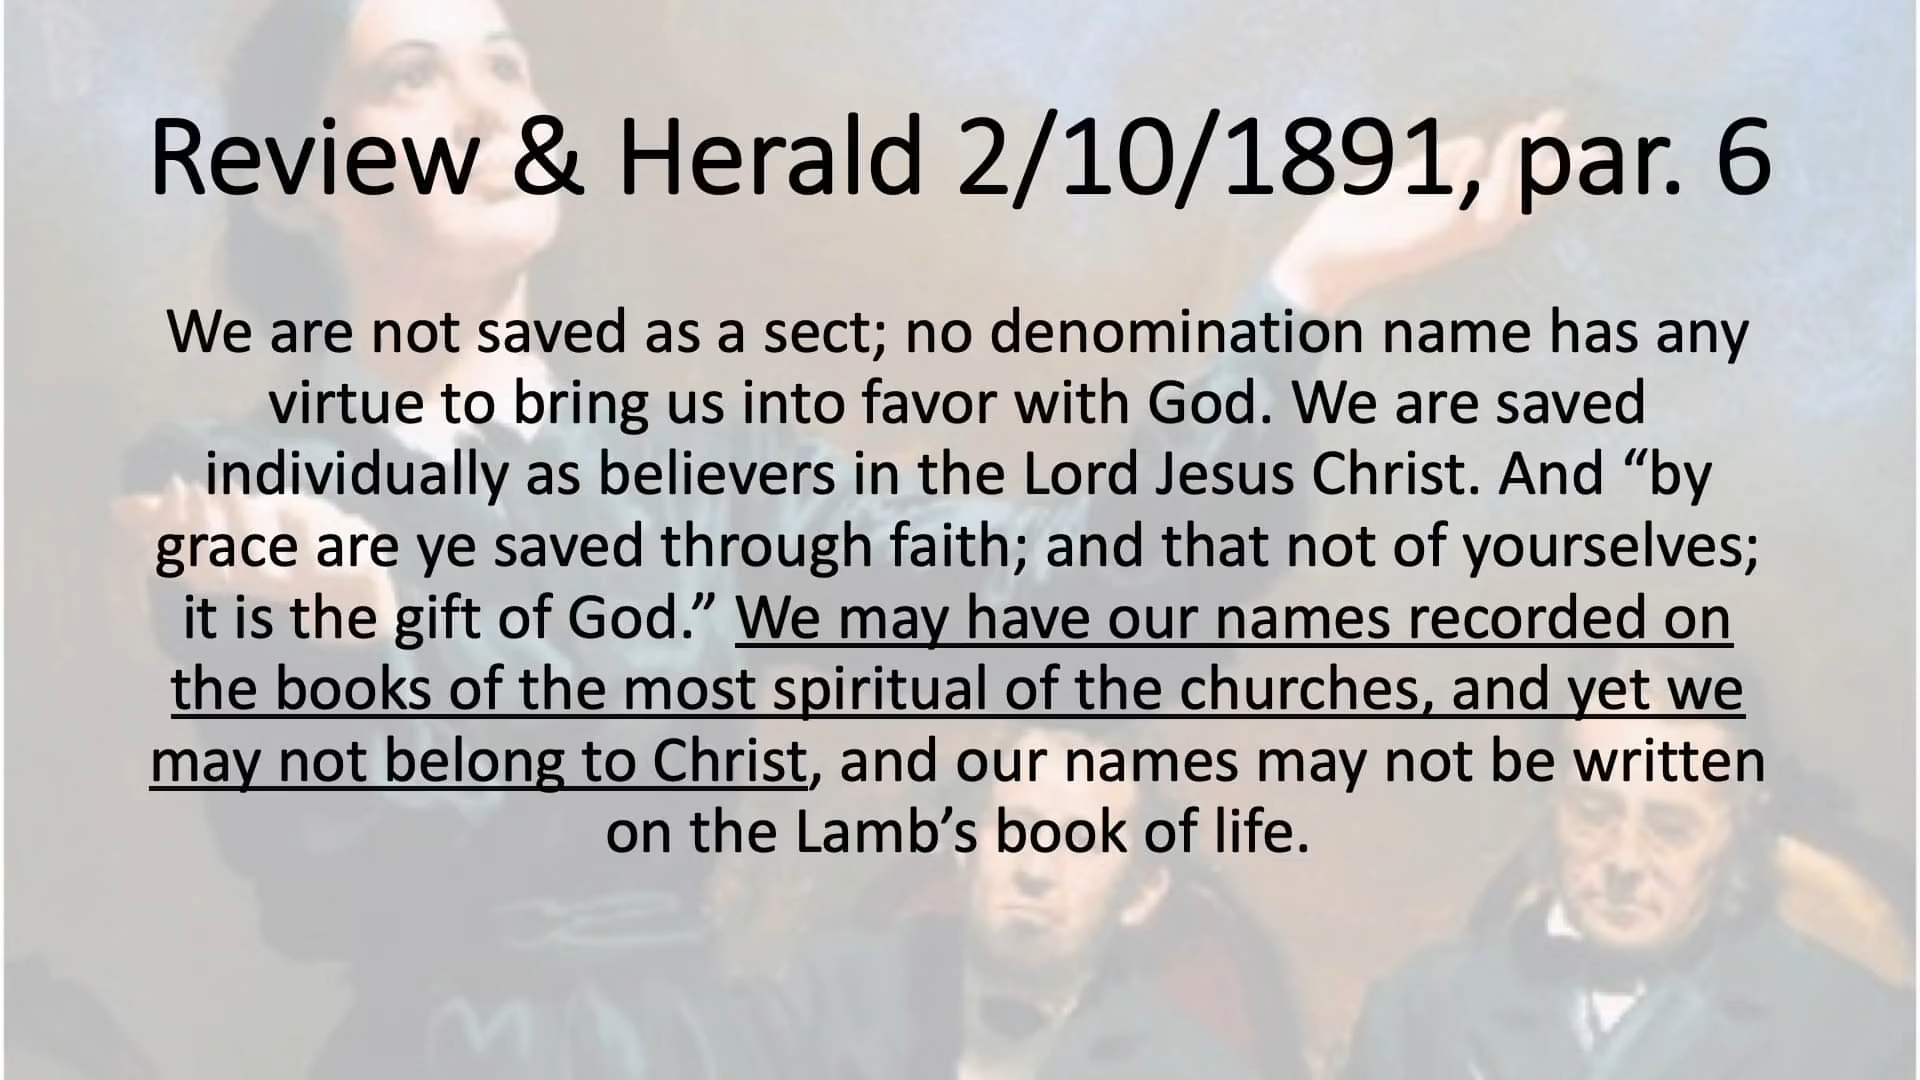 Review & Herald 2/10/1891, par. 6
We are not saved as a sect; no denomination name has any
virtue to bring us into favor with God. We are saved
individually as believers in the Lord Jesus Christ. And “by
grace are ye saved through faith; and that not of yourselves;
it is the gift of God.” We may have our names recorded on
the books of the most spiritual of the churches, and yet we
may not belong to Christ, and our names may not be written
on the Lamb’s book of life.